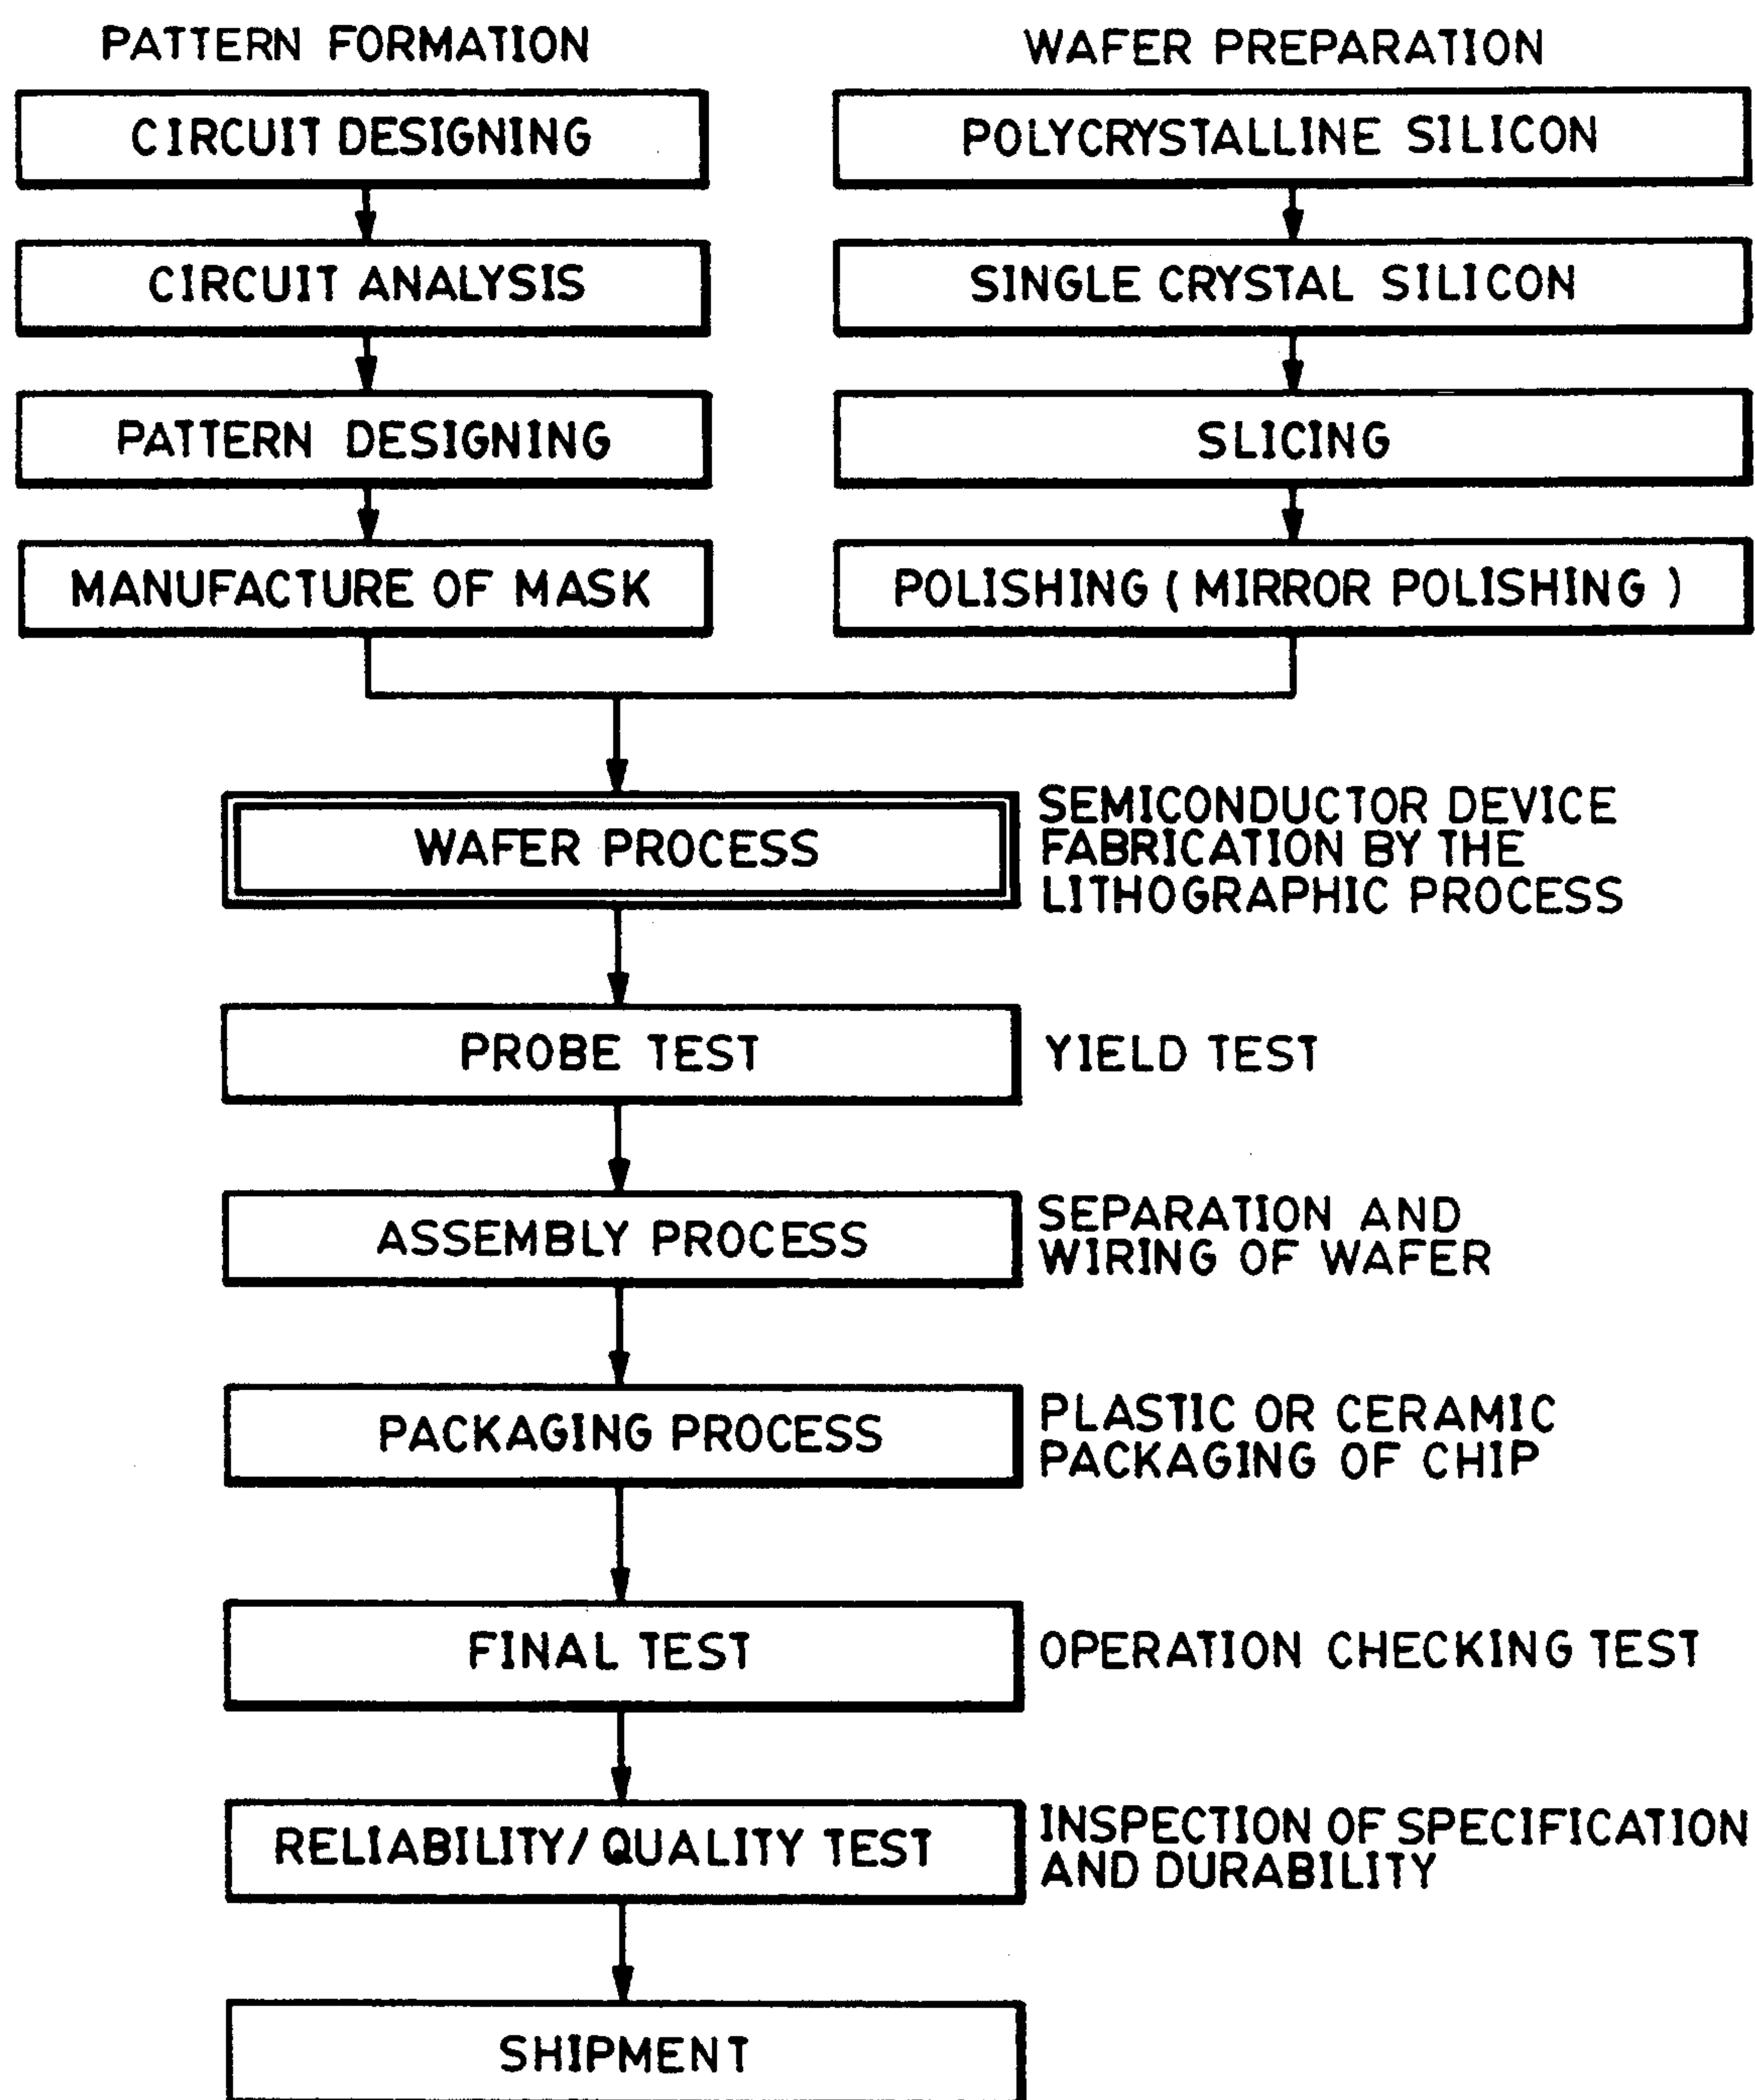 PATTERN FORMATION
CIRCUIT DESIGNING
CIRCUIT ANALYSIS
PATTERN DESIGNING
MANUFACTURE OF MASK
WAFER PREPARATION
POLYCRYSTALLINE SILICON
SINGLE CRYSTAL SILICON
SLICING
POLISHING ( MIRROR POLISHING )
WAFER PROCESS
SEMICONDUCTOR DEVICE
FABRICATION BY THE
LITHOGRAPHIC PROCESS
PROBE TEST
YIELD TEST
ASSEMBLY PROCESS
SEPARATION AND
WIRING OF WAFER
PACKAGING PROCESS
PLASTIC OR CERAMIC
PACKAGING OF CHIP
FINAL TEST
OPERATION CHECKING TEST
RELIABILITY/ QUALITY TEST
INSPECTION OF SPECIFICATION
AND DURABILITY
SHIPMENT